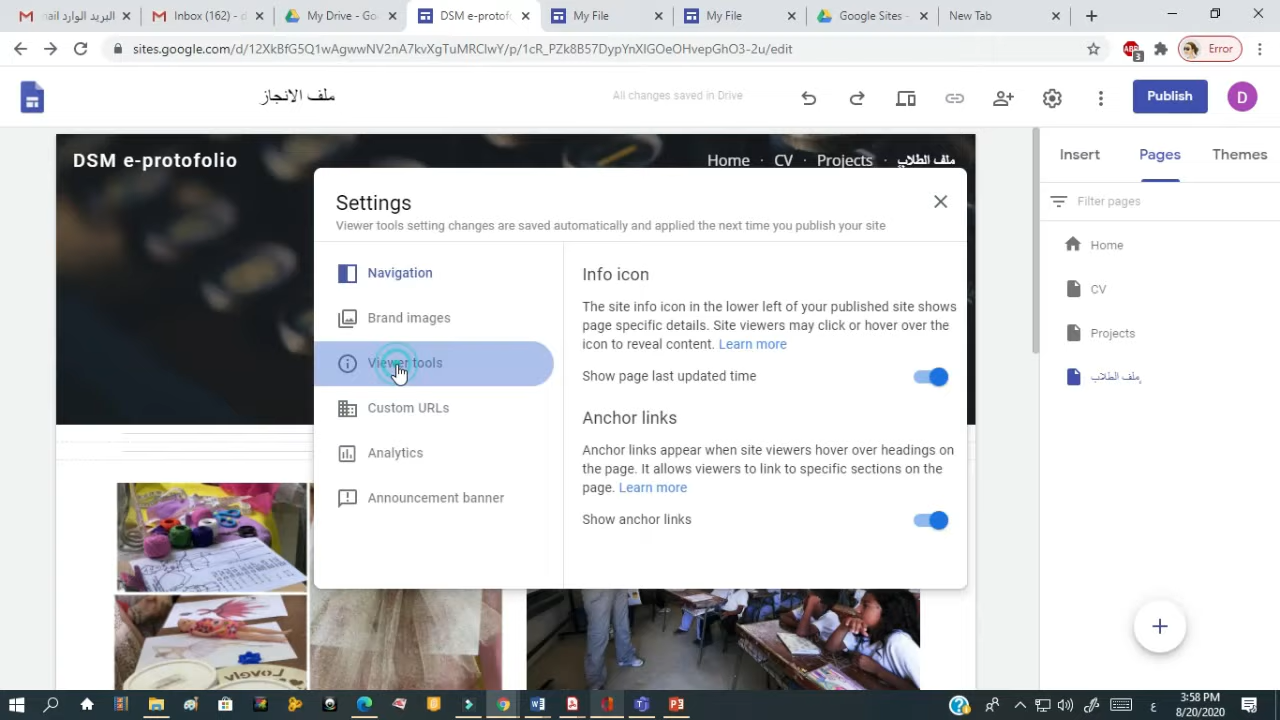 البريد الوارد
Inbox (162) - d
My Drive - Go
DSM e-protofo
My File
My File
Google Sites -
New Tab
sites.google.com/d/12XkBfG5Q1wAgwwNV2nA7kvXgTuMRClwY/p/1cR_PZk8B57DypYnXlGOeOHvepGhO3-2u/edit
3
Error
ملف الانجاز
All changes saved in Drive
Publish
D
DSM e-protofolio
Home · CV · Projects · ملف الطلاب
Insert
Pages
Themes
Filter pages
Home
CV
Projects
ملف الطلاب
Settings
Viewer tools setting changes are saved automatically and applied the next time you publish your site
Navigation
Brand images
Viewer tools
Custom URLs
Analytics
Announcement banner
Info icon
The site info icon in the lower left of your published site shows
page specific details. Site viewers may click or hover over the
icon to reveal content. Learn more
Show page last updated time
Anchor links
Anchor links appear when site viewers hover over headings on
the page. It allows viewers to link to specific sections on the
page. Learn more
Show anchor links
Lovely
ع
3:58 PM
8/20/2020